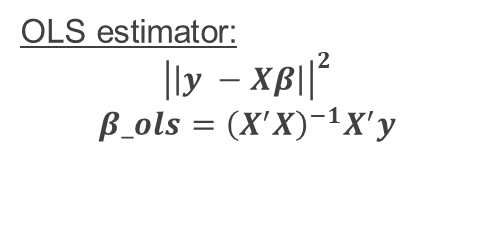 OLS estimator:
||y − Xβ||²
β_ols = (X′X)⁻¹X′y